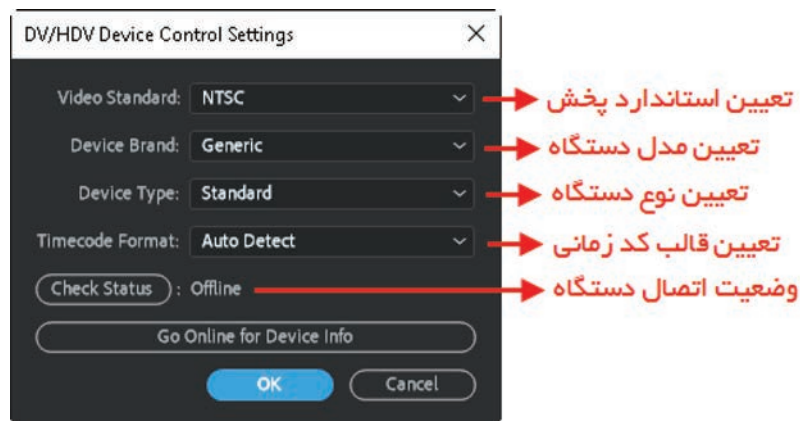 DV/HDV Device Control Settings
Video Standard: NTSC تعیین استاندارد پخش
Device Brand: Generic تعیین مدل دستگاه
Device Type: Standard تعیین نوع دستگاه
Timecode Format: Auto Detect تعیین قالب کد زمانی
Check Status : Offline وضعیت اتصال دستگاه
Go Online for Device Info
OK Cancel